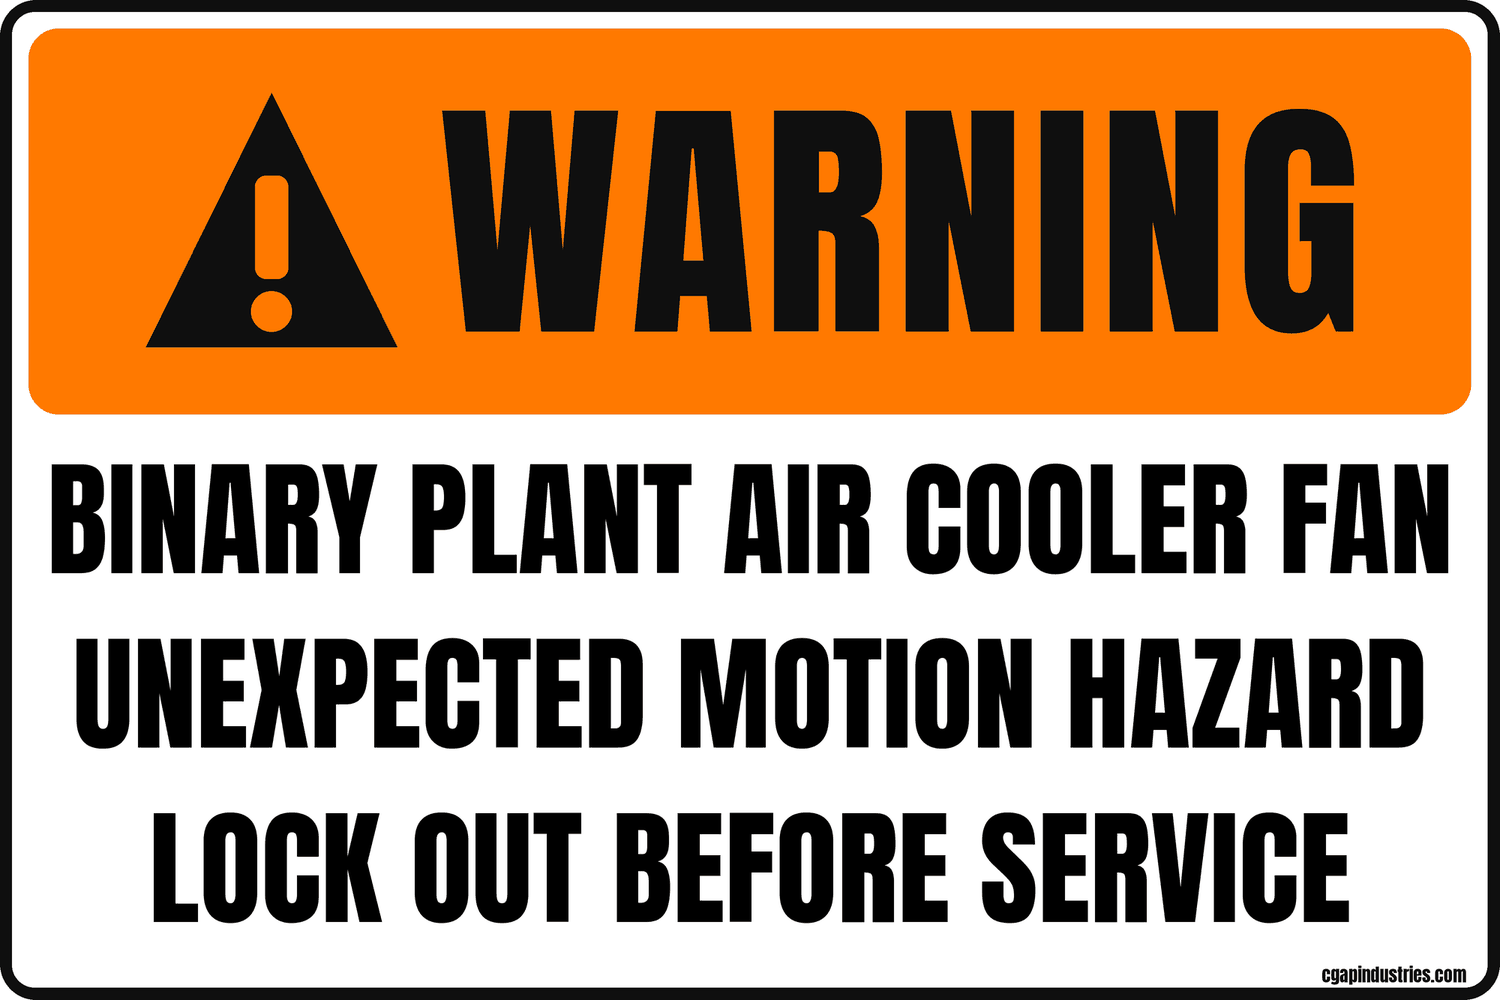 WARNING
BINARY PLANT AIR COOLER FAN
UNEXPECTED MOTION HAZARD
LOCK OUT BEFORE SERVICE
cgapindustries.com